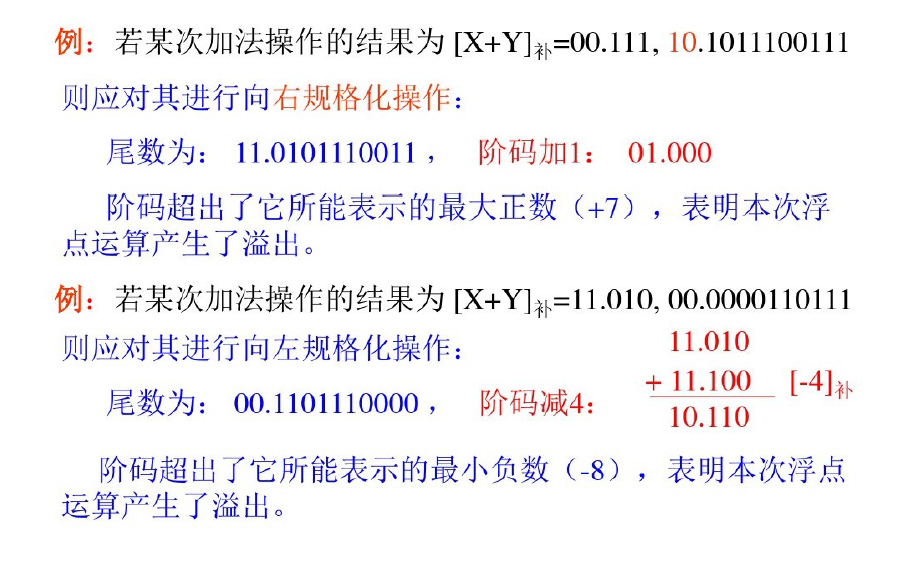 例：若某次加法操作的结果为 [X+Y]补=00.111, 10.1011100111
则应对其进行向右规格化操作：
尾数为： 11.0101110011 ， 阶码加1： 01.000
阶码超出了它所能表示的最大正数（+7），表明本次浮
点运算产生了溢出。
例：若某次加法操作的结果为 [X+Y]补=11.010, 00.0000110111
则应对其进行向左规格化操作：
11.010
尾数为： 00.1101110000 ， 阶码减4：
+ 11.100 [-4]补
10.110
阶码超出了它所能表示的最小负数（-8），表明本次浮点
运算产生了溢出。